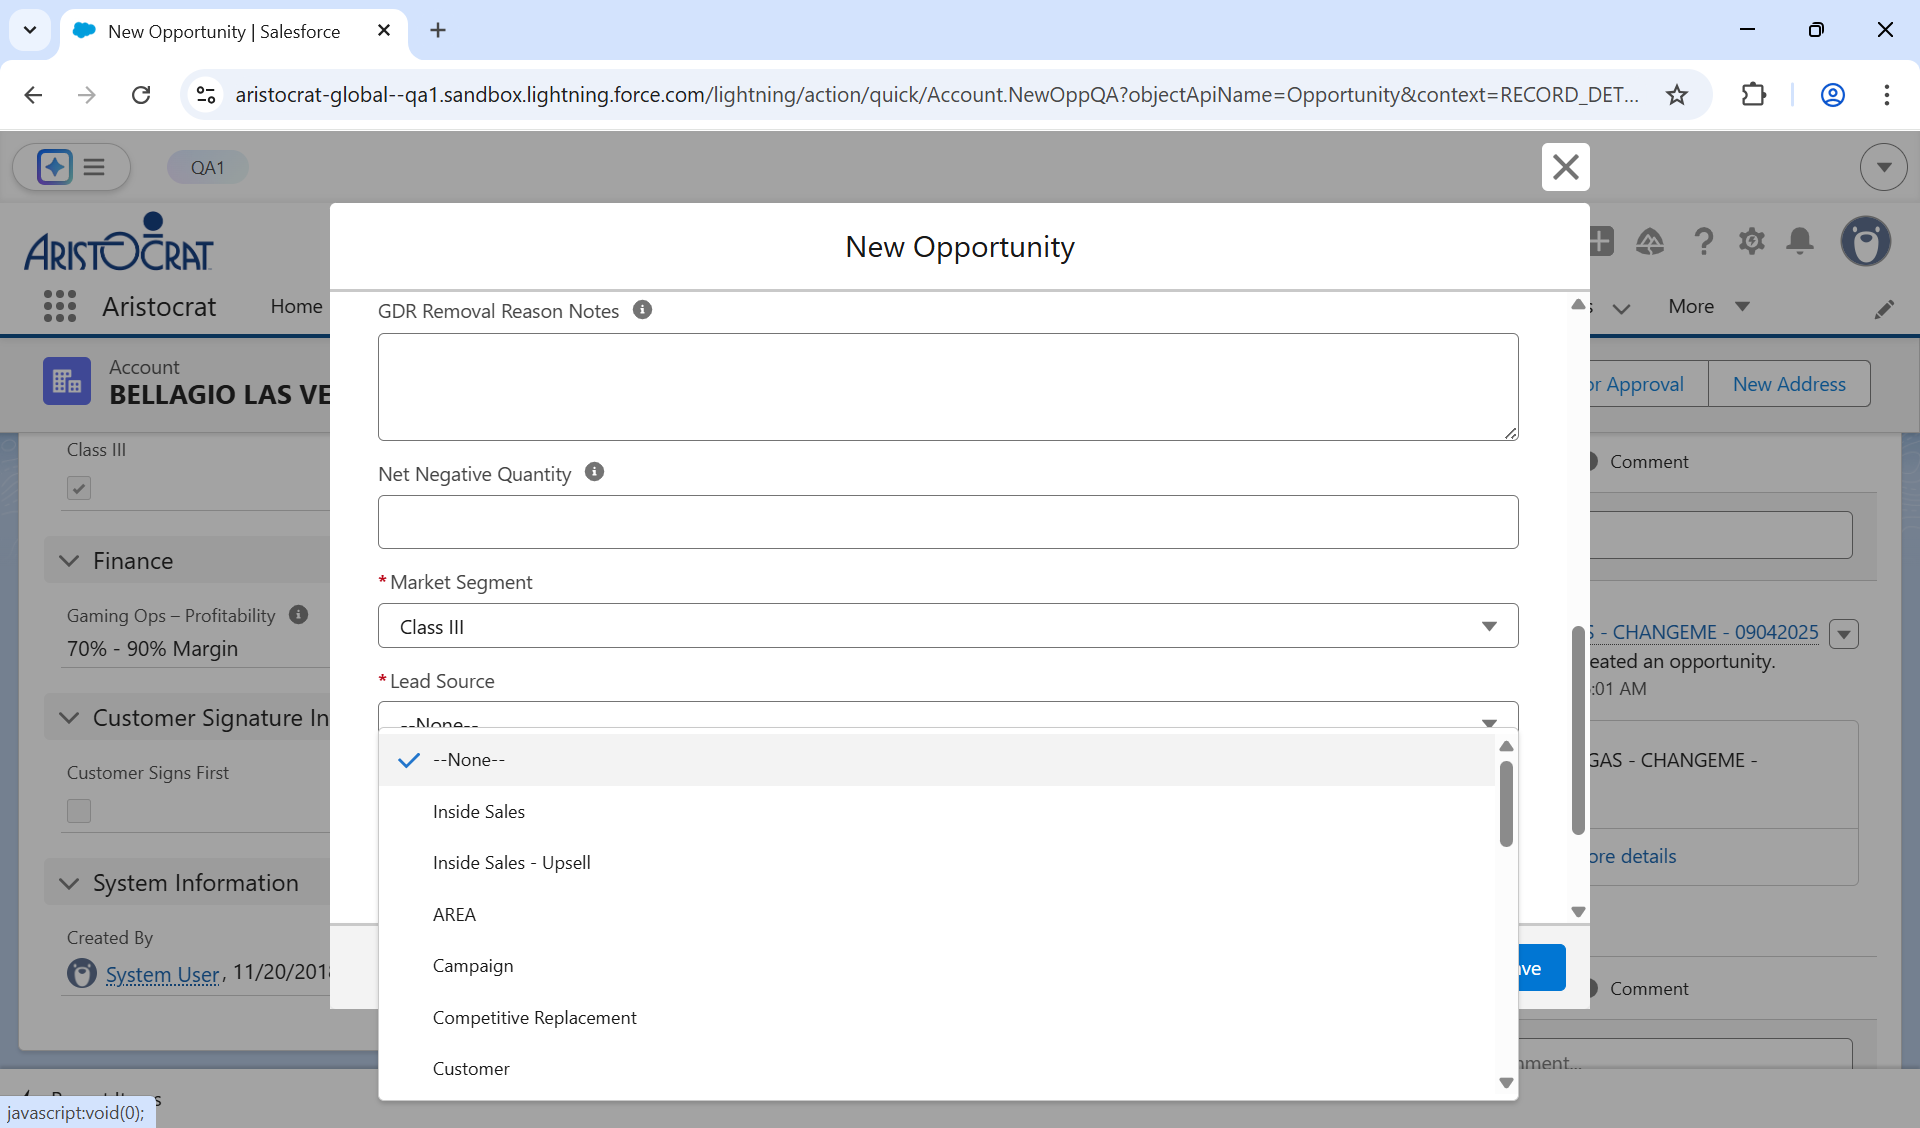 New Opportunity | Salesforce
aristocrat-global--qa1.sandbox.lightning.force.com/lightning/action/quick/Account.NewOppQA?objectApiName=Opportunity&context=RECORD_DET...
QA1
ARISTOCRAT
New Opportunity
Aristocrat
Home
More
Account
BELLAGIO LAS VE
or Approval
New Address
GDR Removal Reason Notes
Class III
Comment
Net Negative Quantity
Finance
*Market Segment
Class III
Gaming Ops – Profitability
70% - 90% Margin
S - CHANGEME - 09042025
eated an opportunity.
:01 AM
*Lead Source
--None--
Customer Signature In
Customer Signs First
--None--
Inside Sales
Inside Sales - Upsell
AREA
Campaign
Competitive Replacement
Customer
GAS - CHANGEME -
ore details
System Information
Created By
System User, 11/20/201
ve
Comment
mment...
javascript:void(0);